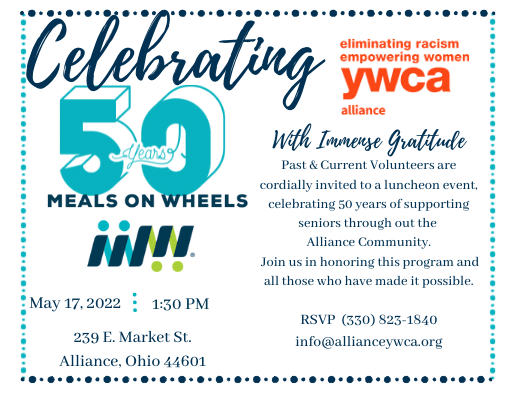 Celebrating
50
Years
MEALS ON WHEELS
eliminating racism
empowering women
ywca
alliance
With Immense Gratitude
Past & Current Volunteers are
cordially invited to a luncheon event,
celebrating 50 years of supporting
seniors through out the
Alliance Community.
Join us in honoring this program and
all those who have made it possible.
May 17, 2022 1:30 PM
239 E. Market St.
Alliance, Ohio 44601
RSVP (330) 823-1840
info@allianceywca.org